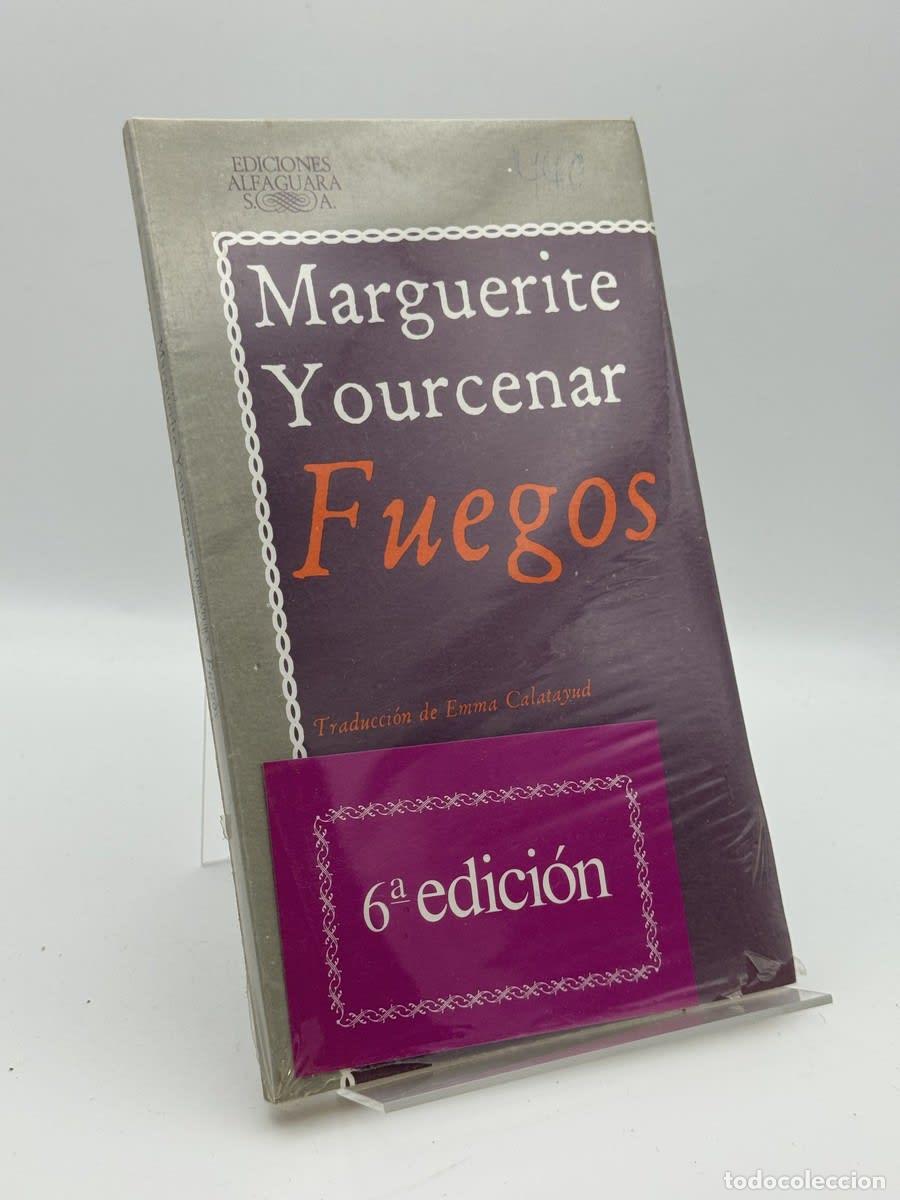 EDICIONES
ALFAGUARA
S. A.
Marguerite
Yourcenar
Fuegos
Traducción de Emma Calatayud
6ª edición
todocoleccion